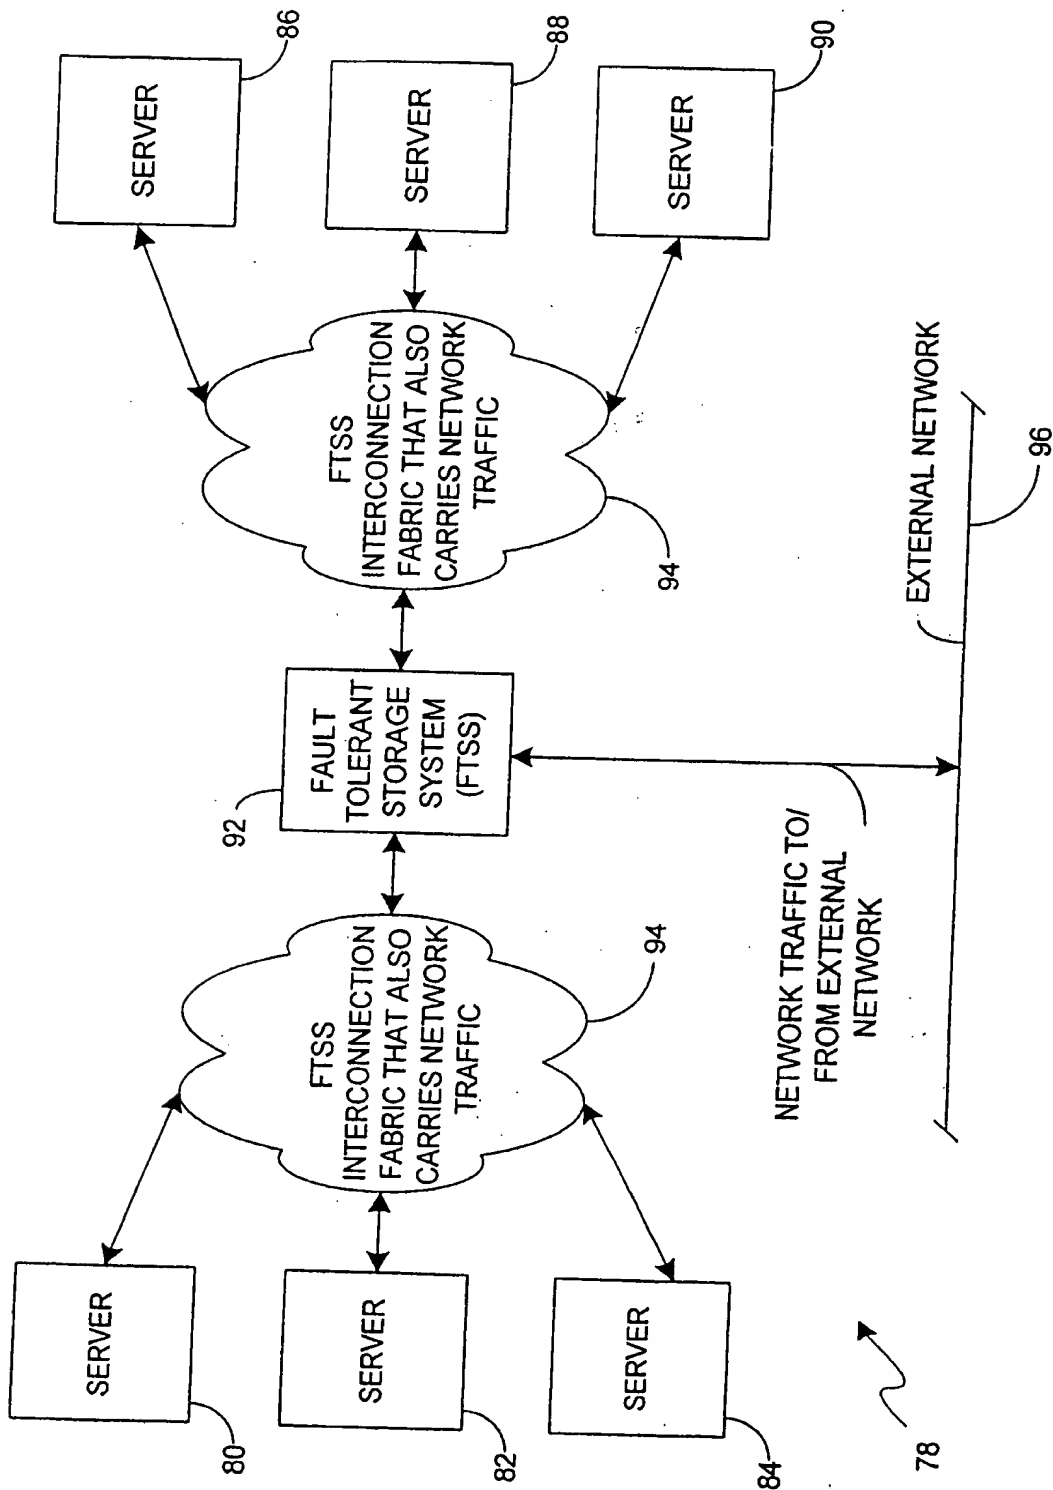 SERVER
80
SERVER
82
SERVER
84
FTSS
INTERCONNECTION
FABRIC THAT ALSO
CARRIES NETWORK
TRAFFIC
94
92
FAULT
TOLERANT
STORAGE
SYSTEM
(FTSS)
FTSS
INTERCONNECTION
FABRIC THAT ALSO
CARRIES NETWORK
TRAFFIC
94
SERVER
86
SERVER
88
SERVER
90
NETWORK TRAFFIC TO/
FROM EXTERNAL
NETWORK
EXTERNAL NETWORK
96
78